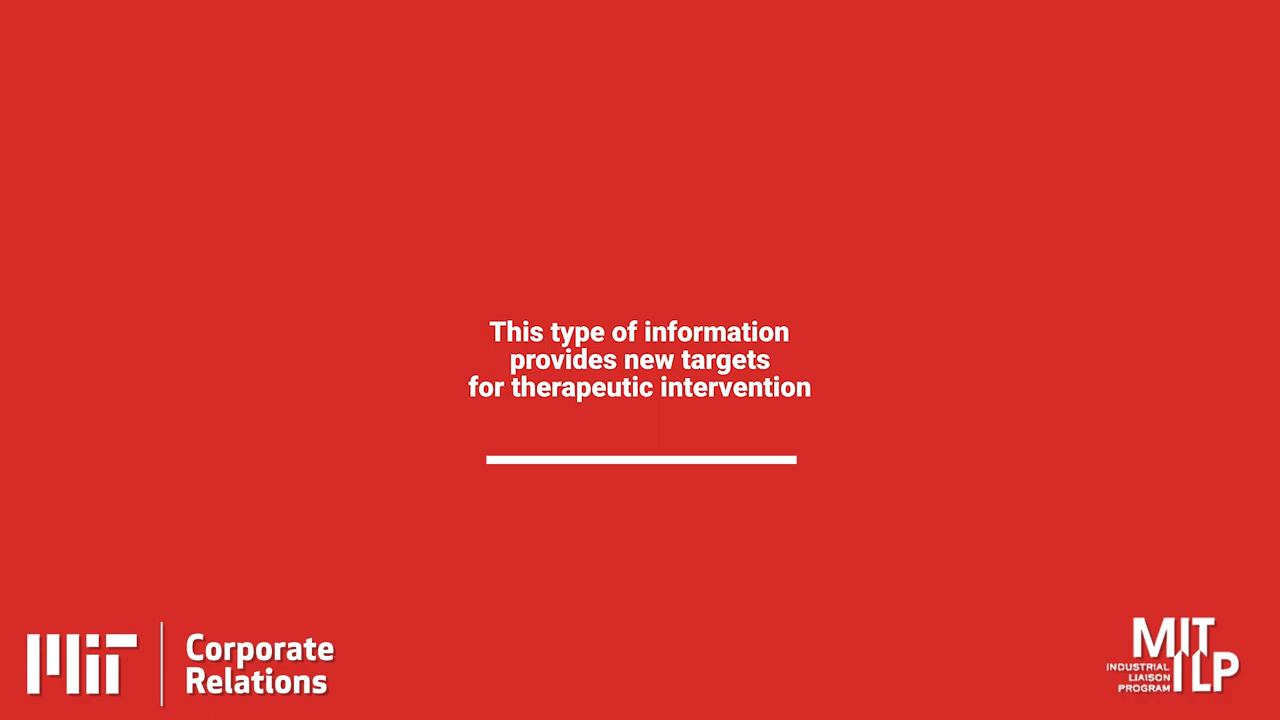 This type of information
provides new targets
for therapeutic intervention
MIT
Corporate
Relations
MIT
ILP
INDUSTRIAL
LIAISON
PROGRAM